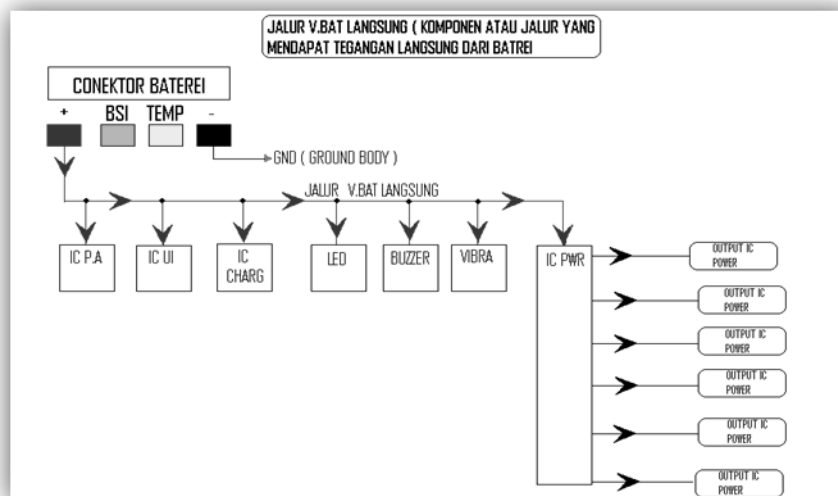 JALUR V.BAT LANGSUNG ( KOMPONEN ATAU JALUR YANG
MENDAPAT TEGANGAN LANGSUNG DARI BATREI
CONEKTOR BATEREI
+ BSI TEMP -
GND ( GROUND BODY )
JALUR V.BAT LANGSUNG
IC P.A
IC UI
IC
CHARG
LED
BUZZER
VIBRA
IC PWR
OUTPUT IC
POWER
OUTPUT IC
POWER
OUTPUT IC
POWER
OUTPUT IC
POWER
OUTPUT IC
POWER
OUTPUT IC
POWER